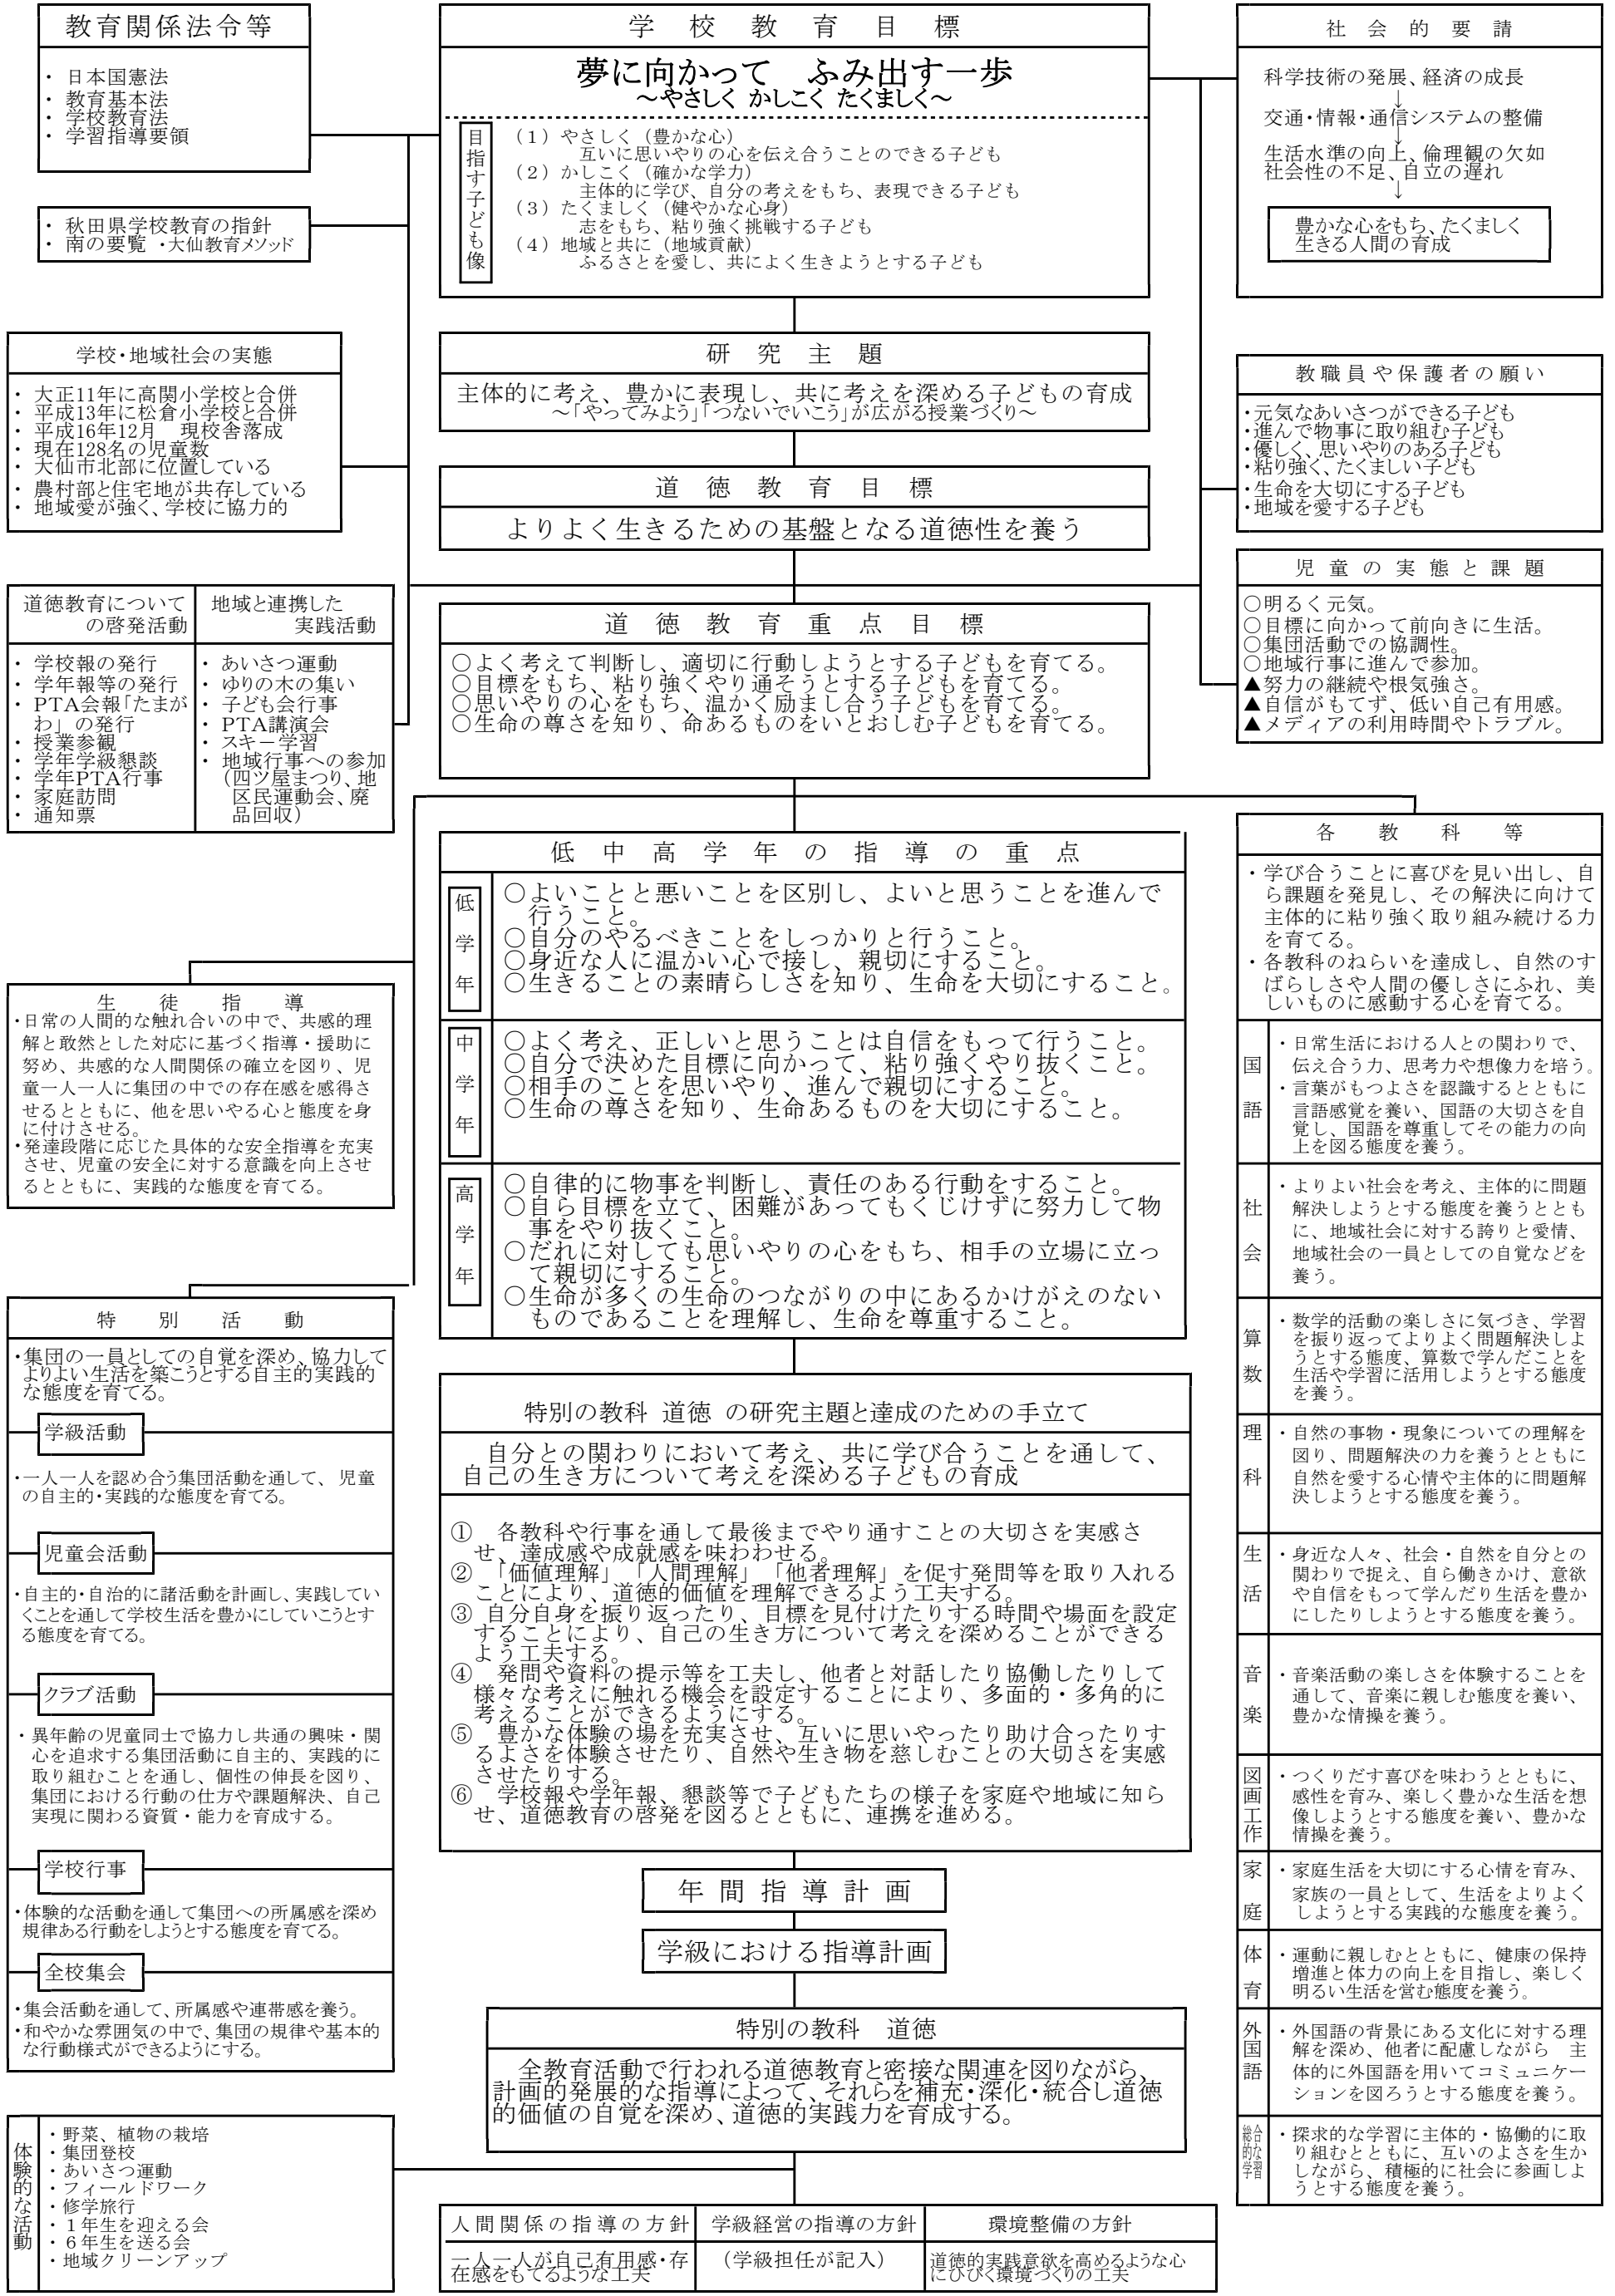 教育関係法令等
・ 日本国憲法
・ 教育基本法
・ 学校教育法
・ 学習指導要領
・ 秋田県学校教育の指針
・ 南の要覧 ・大仙教育メソッド
学校教育目標
夢に向かって　ふみ出す一歩
～やさしく かしこく たくましく～
目指す子ども像
（１）やさしく（豊かな心）
互いに思いやりの心を伝え合うことのできる子ども
（２）かしこく（確かな学力）
主体的に学び、自分の考えをもち、表現できる子ども
（３）たくましく（健やかな心身）
志をもち、粘り強く挑戦する子ども
（４）地域と共に（地域貢献）
ふるさとを愛し、共によく生きようとする子ども
社会的要請
科学技術の発展、経済の成長
↓
交通・情報・通信システムの整備
↓
生活水準の向上、倫理観の欠如
社会性の不足、自立の遅れ
↓
豊かな心をもち、たくましく
生きる人間の育成
学校・地域社会の実態
・ 大正11年に高関小学校と合併
・ 平成13年に松倉小学校と合併
・ 平成16年12月　現校舎落成
・ 現在128名の児童数
・ 大仙市北部に位置している
・ 農村部と住宅地が共存している
・ 地域愛が強く、学校に協力的
研究主題
主体的に考え、豊かに表現し、共に考えを深める子どもの育成
～「やってみよう」「つないでいこう」が広がる授業づくり～
道徳教育目標
よりよく生きるための基盤となる道徳性を養う
教職員や保護者の願い
・元気なあいさつができる子ども
・進んで物事に取り組む子ども
・優しく、思いやりのある子ども
・粘り強く、たくましい子ども
・生命を大切にする子ども
・地域を愛する子ども
児童の実態と課題
○明るく元気。
○目標に向かって前向きに生活。
○集団活動での協調性。
○地域行事に進んで参加。
▲努力の継続や根気強さ。
▲自信がもてず、低い自己有用感。
▲メディアの利用時間やトラブル。
道徳教育について
の啓発活動
・ 学校報の発行
・ 学年報等の発行
・ PTA会報「たまが
わ」の発行
・ 授業参観
・ 学年学級懇談
・ 学年PTA行事
・ 家庭訪問
・ 通知票
地域と連携した
実践活動
・ あいさつ運動
・ ゆりの木の集い
・ 子ども会行事
・ PTA講演会
・ スキー学習
・ 地域行事への参加
（四ツ屋まつり、地
区民運動会、廃
品回収）
道徳教育重点目標
○よく考えて判断し、適切に行動しようとする子どもを育てる。
○目標をもち、粘り強くやり通そうとする子どもを育てる。
○思いやりの心をもち、温かく励まし合う子どもを育てる。
○生命の尊さを知り、命あるものをいとおしむ子どもを育てる。
低中高学年の指導の重点
低学年
○よいことと悪いことを区別し、よいと思うことを進んで
行うこと。
○自分のやるべきことをしっかりと行うこと。
○身近な人に温かい心で接し、親切にすること。
○生きることの素晴らしさを知り、生命を大切にすること。
中学年
○よく考え、正しいと思うことは自信をもって行うこと。
○自分で決めた目標に向かって、粘り強くやり抜くこと。
○相手のことを思いやり、進んで親切にすること。
○生命の尊さを知り、生命あるものを大切にすること。
高学年
○自律的に物事を判断し、責任のある行動をすること。
○自ら目標を立て、困難があってもくじけずに努力して物
事をやり抜くこと。
○だれに対しても思いやりの心をもち、相手の立場に立っ
て親切にすること。
○生命が多くの生命のつながりの中にあるかけがえのない
ものであることを理解し、生命を尊重すること。
生徒指導
・日常の人間的な触れ合いの中で、共感的理
解と敢然とした対応に基づく指導・援助に
努め、共感的な人間関係の確立を図り、児
童一人一人に集団の中での存在感を感得さ
せるとともに、他を思いやる心と態度を身
に付けさせる。
・発達段階に応じた具体的な安全指導を充実
させ、児童の安全に対する意識を向上させ
るとともに、実践的な態度を育てる。
特別活動
・集団の一員としての自覚を深め、協力して
よりよい生活を築こうとする自主的実践的
な態度を育てる。
学級活動
・一人一人を認め合う集団活動を通して、 児童
の自主的・実践的な態度を育てる。
児童会活動
・自主的・自治的に諸活動を計画し、実践してい
くことを通して学校生活を豊かにしていこうとす
る態度を育てる。
クラブ活動
・異年齢の児童同士で協力し共通の興味・関
心を追求する集団活動に自主的、実践的に
取り組むことを通し、個性の伸長を図り、
集団における行動の仕方や課題解決、自己
実現に関わる資質・能力を育成する。
学校行事
・体験的な活動を通して集団への所属感を深め
規律ある行動をしようとする態度を育てる。
全校集会
・集会活動を通して、所属感や連帯感を養う。
・和やかな雰囲気の中で、集団の規律や基本的
な行動様式ができるようにする。
体験的な活動
・野菜、植物の栽培
・集団登校
・あいさつ運動
・フィールドワーク
・修学旅行
・１年生を迎える会
・６年生を送る会
・地域クリーンアップ
特別の教科 道徳 の研究主題と達成のための手立て
自分との関わりにおいて考え、共に学び合うことを通して、
自己の生き方について考えを深める子どもの育成
①　各教科や行事を通して最後までやり通すことの大切さを実感さ
せ、達成感や成就感を味わわせる。
②　「価値理解」「人間理解」「他者理解」を促す発問等を取り入れる
ことにより、道徳的価値を理解できるよう工夫する。
③ 自分自身を振り返ったり、目標を見付けたりする時間や場面を設定
することにより、自己の生き方について考えを深めることができる
よう工夫する。
④　発問や資料の提示等を工夫し、他者と対話したり協働したりして
様々な考えに触れる機会を設定することにより、多面的・多角的に
考えることができるようにする。
⑤　豊かな体験の場を充実させ、互いに思いやったり助け合ったりす
るよさを体験させたり、自然や生き物を慈しむことの大切さを実感
させたりする。
⑥　学校報や学年報、懇談等で子どもたちの様子を家庭や地域に知ら
せ、道徳教育の啓発を図るとともに、連携を進める。
年間指導計画
学級における指導計画
特別の教科　道徳
全教育活動で行われる道徳教育と密接な関連を図りながら、
計画的発展的な指導によって、それらを補充・深化・統合し道徳
的価値の自覚を深め、道徳的実践力を育成する。
人間関係の指導の方針
一人一人が自己有用感・存
在感をもてるような工夫
学級経営の指導の方針
（学級担任が記入）
環境整備の方針
道徳的実践意欲を高めるような心
にひびく環境づくりの工夫
各教科等
・学び合うことに喜びを見い出し、自
ら課題を発見し、その解決に向けて
主体的に粘り強く取り組み続ける力
を育てる。
・各教科のねらいを達成し、自然のす
ばらしさや人間の優しさにふれ、美
しいものに感動する心を育てる。
国語
・日常生活における人との関わりで、
伝え合う力、思考力や想像力を培う。
・言葉がもつよさを認識するとともに
言語感覚を養い、国語の大切さを自
覚し、国語を尊重してその能力の向
上を図る態度を養う。
社会
・よりよい社会を考え、主体的に問題
解決しようとする態度を養うととも
に、地域社会に対する誇りと愛情、
地域社会の一員としての自覚などを
養う。
算数
・数学的活動の楽しさに気づき、学習
を振り返ってよりよく問題解決しよ
うとする態度、算数で学んだことを
生活や学習に活用しようとする態度
を養う。
理科
・自然の事物・現象についての理解を
図り、問題解決の力を養うとともに
自然を愛する心情や主体的に問題解
決しようとする態度を養う。
生活
・身近な人々、社会・自然を自分との
関わりで捉え、自ら働きかけ、意欲
や自信をもって学んだり生活を豊か
にしたりしようとする態度を養う。
音楽
・音楽活動の楽しさを体験することを
通して、音楽に親しむ態度を養い、
豊かな情操を養う。
図画工作
・つくりだす喜びを味わうとともに、
感性を育み、楽しく豊かな生活を想
像しようとする態度を養い、豊かな
情操を養う。
家庭
・家庭生活を大切にする心情を育み、
家族の一員として、生活をよりよく
しようとする実践的な態度を養う。
体育
・運動に親しむとともに、健康の保持
増進と体力の向上を目指し、楽しく
明るい生活を営む態度を養う。
外国語
・外国語の背景にある文化に対する理
解を深め、他者に配慮しながら　主
体的に外国語を用いてコミュニケー
ションを図ろうとする態度を養う。
総合的な学習
・探求的な学習に主体的・協働的に取
り組むとともに、互いのよさを生か
しながら、積極的に社会に参画しよ
うとする態度を養う。